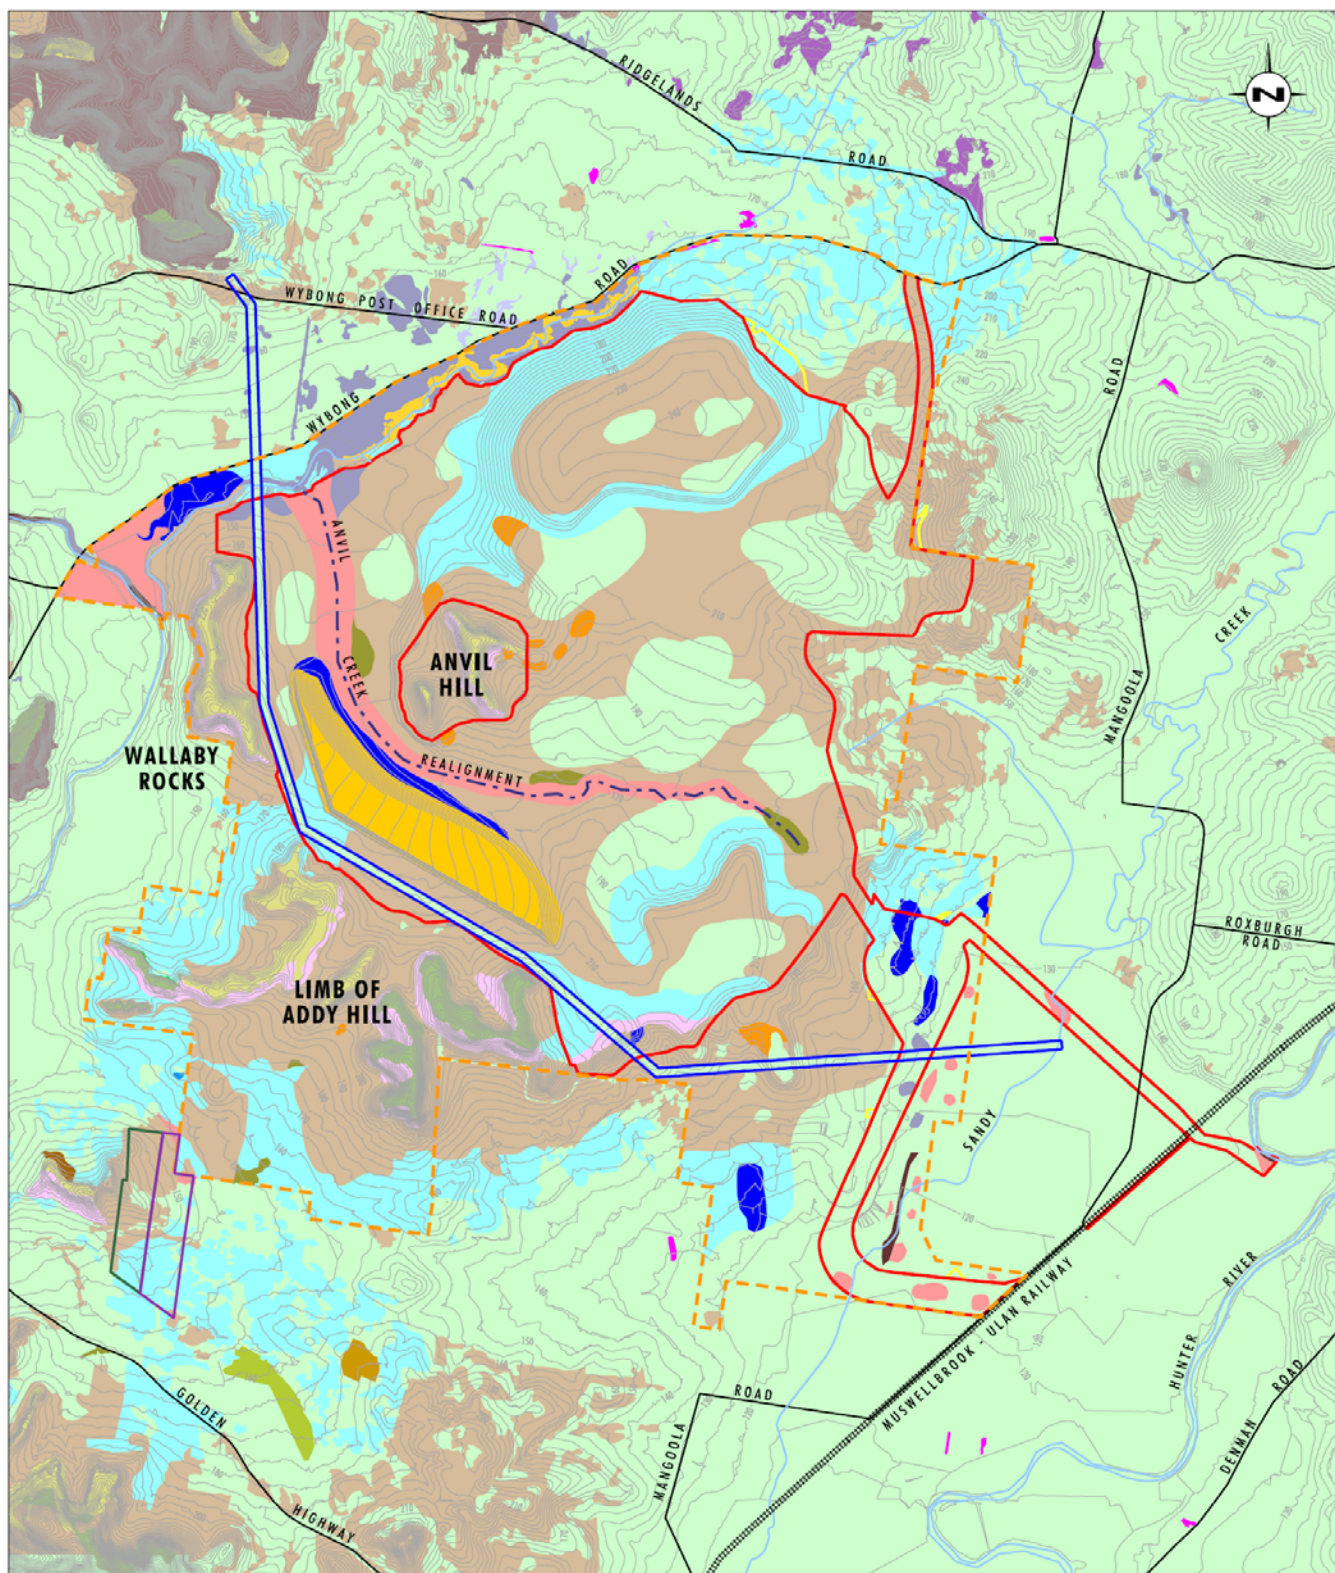 RIDGELANDS
ROAD
N
WYBONG POST OFFICE ROAD
ROAD
WYBONG
ROAD
ANVIL
CREEK
REALIGNMENT
ANVIL
HILL
CREEK
MANGOOLA
WALLABY
ROCKS
ROXBURGH
ROAD
LIMB OF
ADDY HILL
SANDY
MUSWELLBROOK - ULAN RAILWAY
HUNTER
RIVER
DENMAN
ROAD
ROAD
MANGOOLA
GOLDEN
HIGHWAY